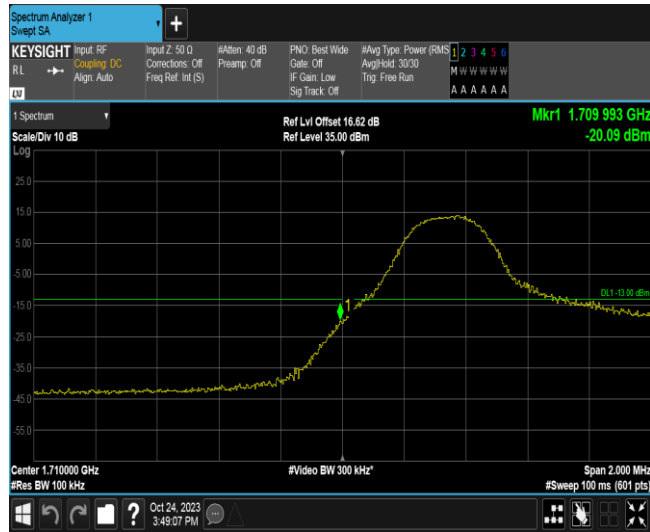 Spectrum Analyzer 1
Swept SA
+
KEYSIGHT
RL
LXI
Input: RF
Coupling: DC
Align: Auto
Input Z: 50 Ω
Corrections: Off
Freq Ref: Int (S)
#Atten: 40 dB
Preamp: Off
PNO: Best Wide
Gate: Off
IF Gain: Low
Sig Track: Off
#Avg Type: Power (RMS
Avg|Hold: 30/30
Trig: Free Run
1 2 3 4 5 6
M W W W W W
A A A A A A
1 Spectrum
Scale/Div 10 dB
Log
Ref Lvl Offset 16.62 dB
Ref Level 35.00 dBm
Mkr1 1.709 993 GHz
-20.09 dBm
25.0
15.0
5.00
-5.00
-15.0
-25.0
-35.0
-45.0
-55.0
1
DL1 -13.00 dBm
Center 1.710000 GHz
#Res BW 100 kHz
#Video BW 300 kHz*
Span 2.000 MHz
#Sweep 100 ms (601 pts)
?
Oct 24, 2023
3:49:07 PM